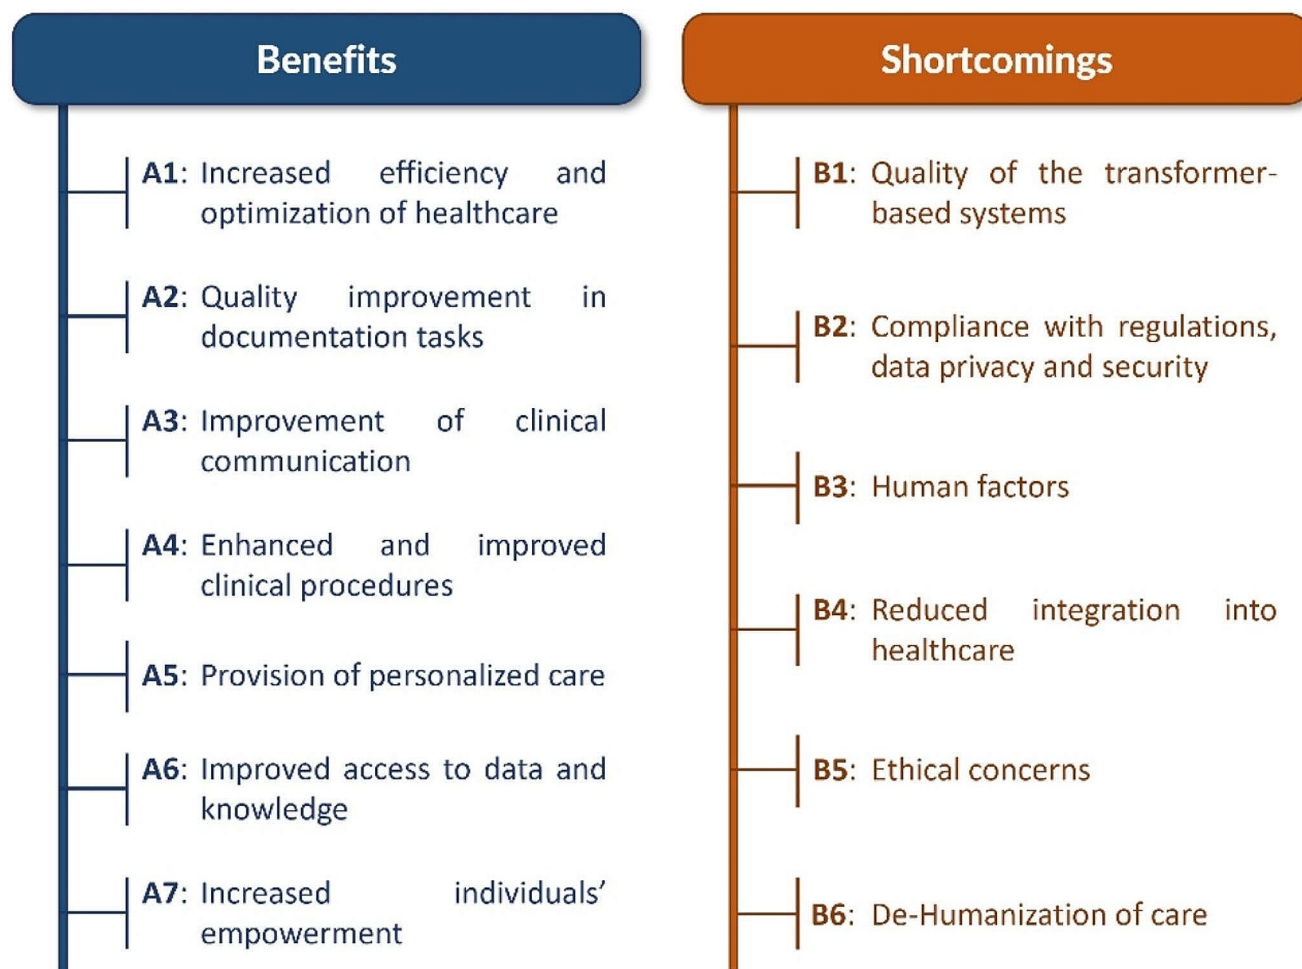 Benefits
A1: Increased efficiency and
optimization of healthcare
A2: Quality improvement in
documentation tasks
A3: Improvement of clinical
communication
A4: Enhanced and improved
clinical procedures
A5: Provision of personalized care
A6: Improved access to data and
knowledge
A7: Increased individuals’
empowerment
Shortcomings
B1: Quality of the transformer-
based systems
B2: Compliance with regulations,
data privacy and security
B3: Human factors
B4: Reduced integration into
healthcare
B5: Ethical concerns
B6: De-Humanization of care